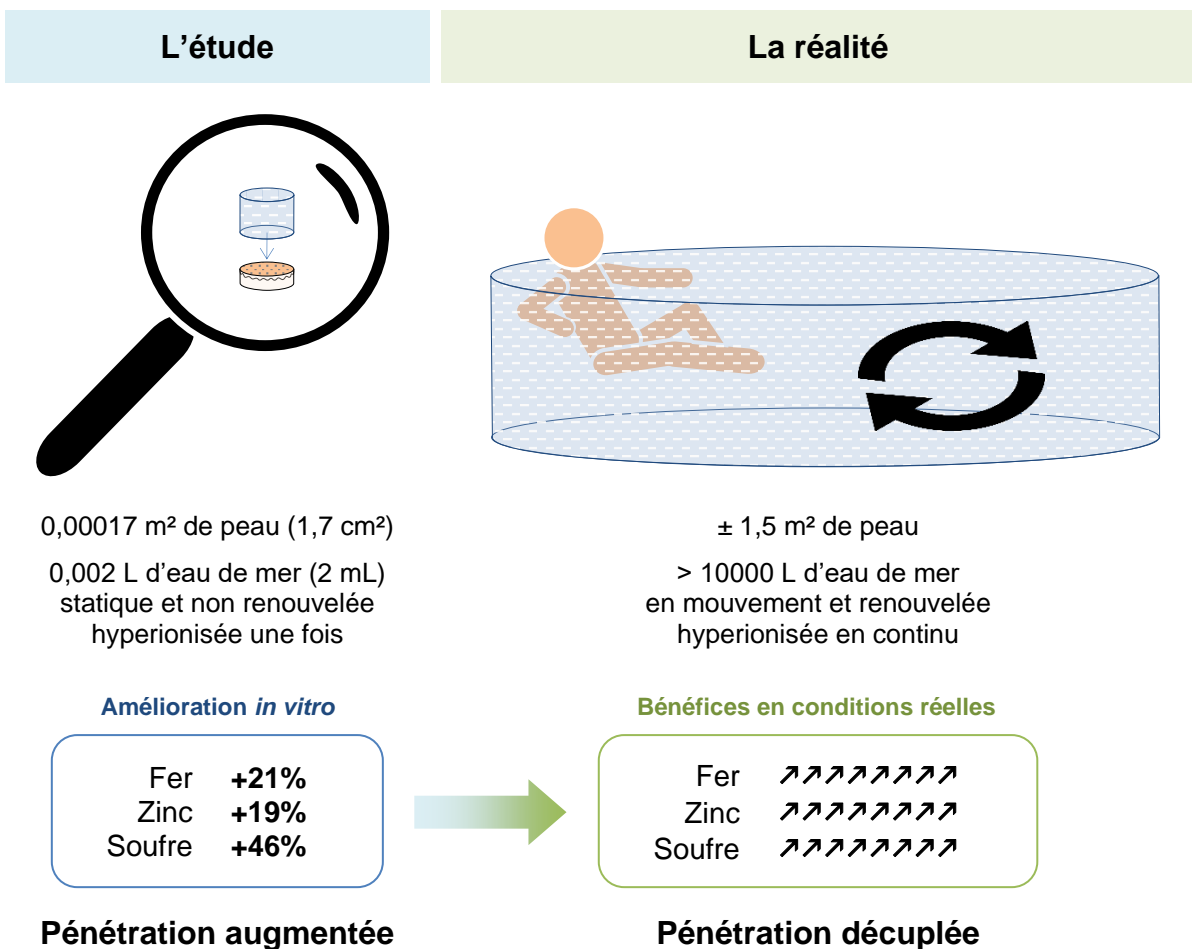 L’étude
La réalité
0,00017 m² de peau (1,7 cm²)
0,002 L d’eau de mer (2 mL)
statique et non renouvelée
hyperionisée une fois
± 1,5 m² de peau
> 10000 L d’eau de mer
en mouvement et renouvelée
hyperionisée en continu
Amélioration in vitro
Fer +21%
Zinc +19%
Soufre +46%
Pénétration augmentée
Bénéfices en conditions réelles
Fer ↗↗↗↗↗↗↗↗
Zinc ↗↗↗↗↗↗↗↗
Soufre ↗↗↗↗↗↗↗↗
Pénétration décuplée